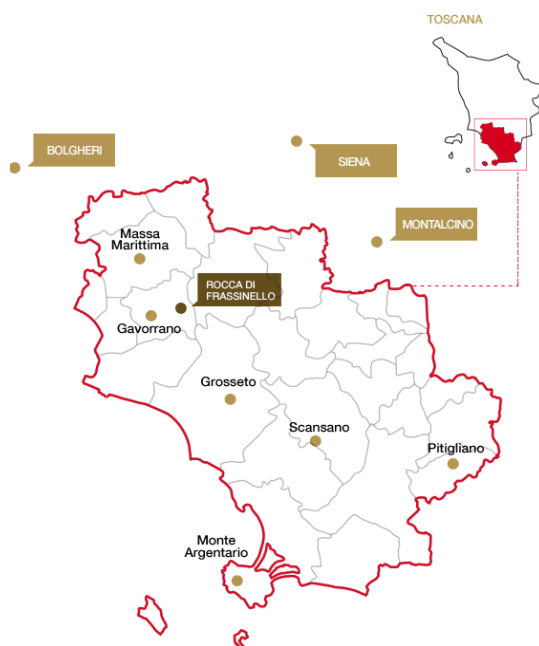 TOSCANA
BOLGHERI
SIENA
MONTALCINO
Massa
Marittima
ROCCA DI
FRASSINELLO
Gavorrano
Grosseto
Scansano
Pitigliano
Monte
Argentario